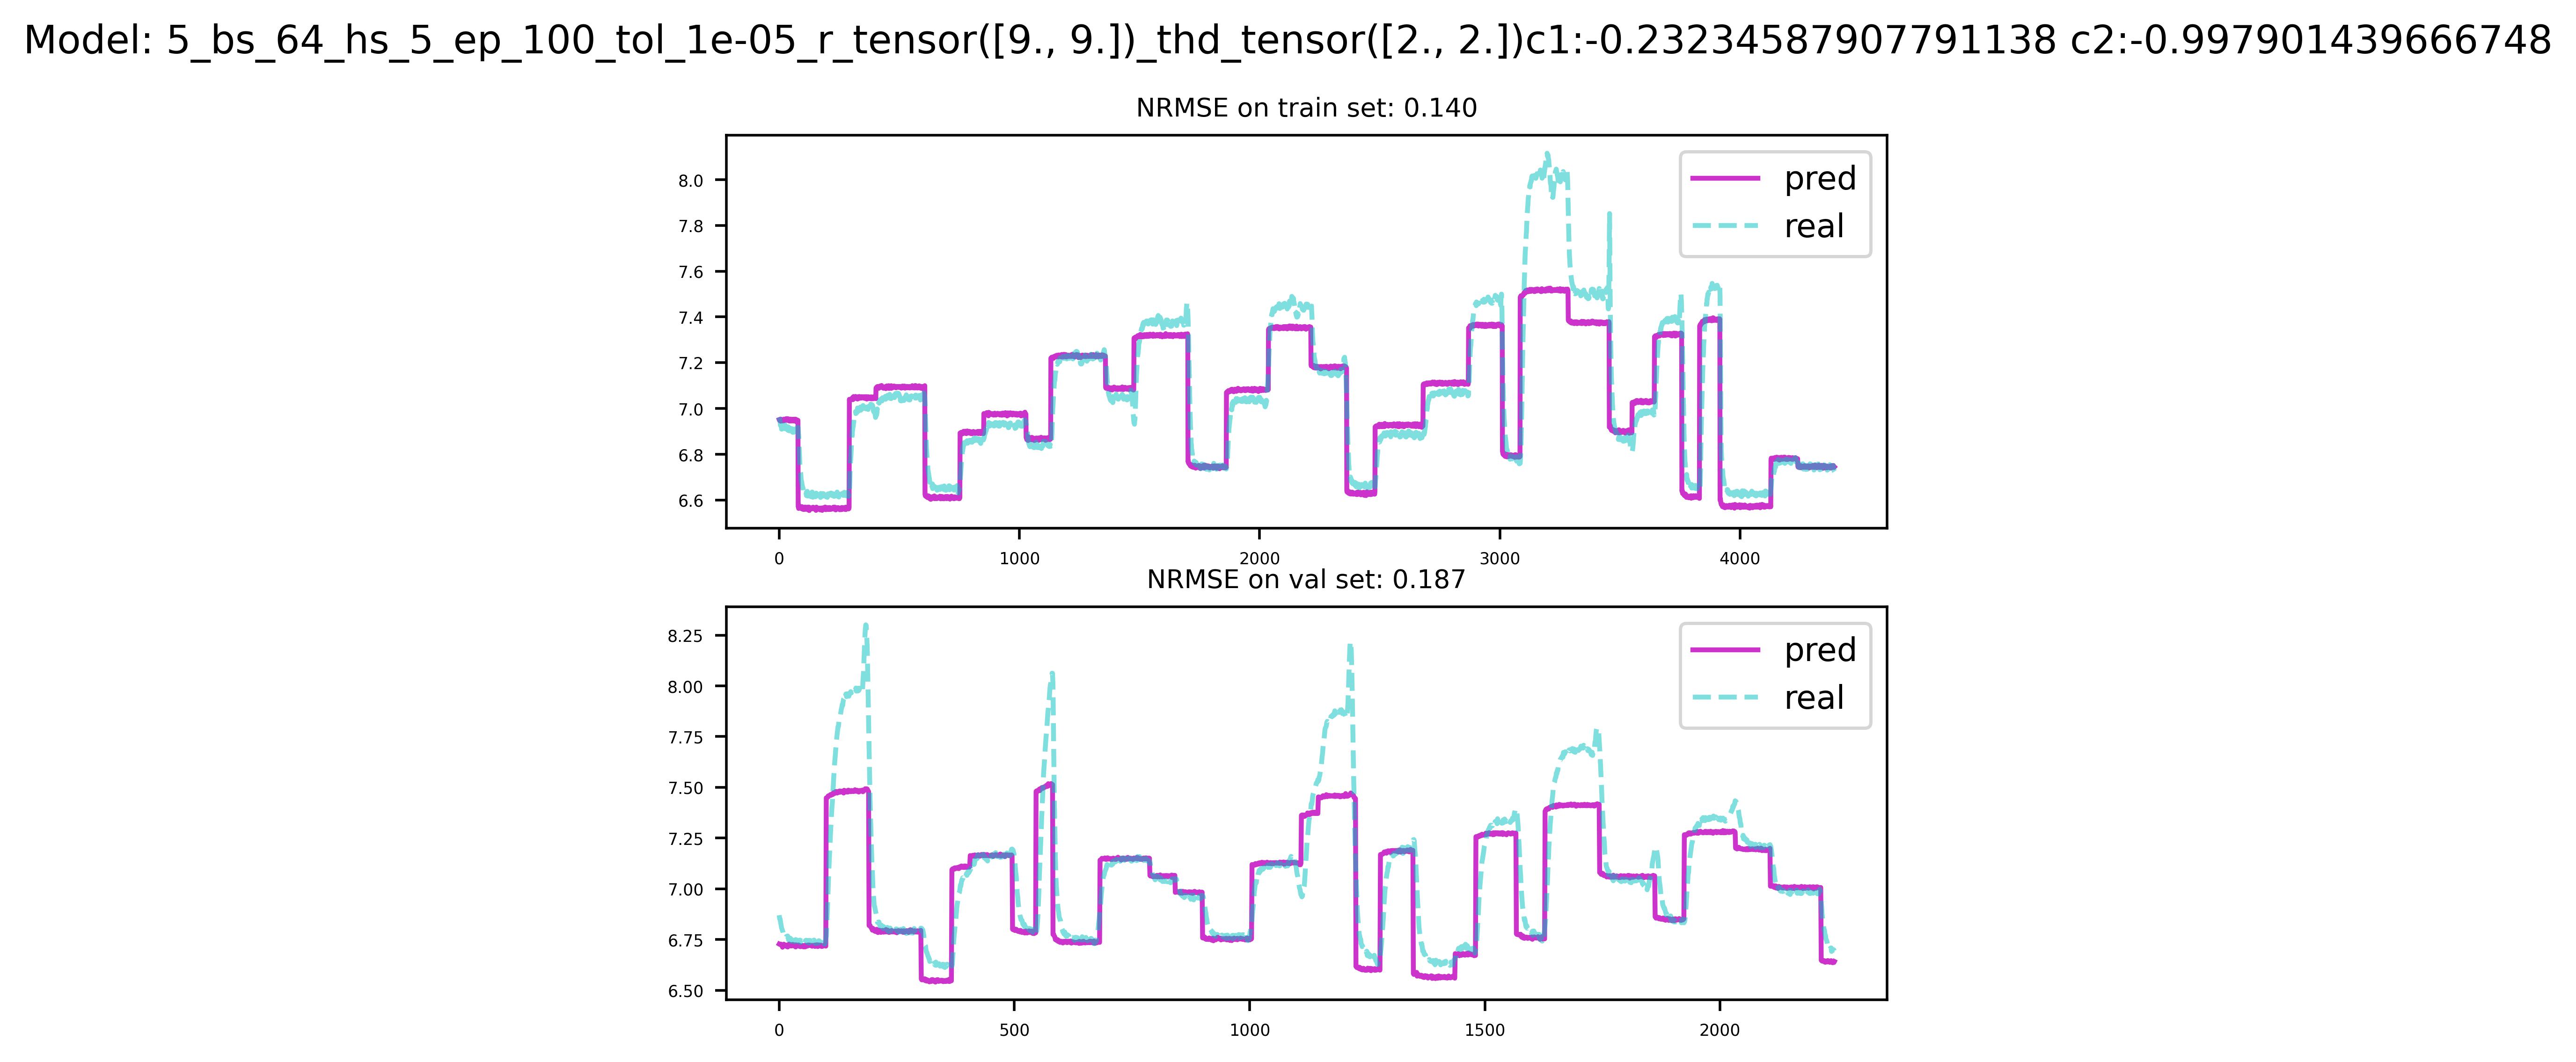 Model: 5_bs_64_hs_5_ep_100_tol_1e-05_r_tensor([9., 9.])_thd_tensor([2., 2.])c1:-0.23234587907791138 c2:-0.997901439666748
NRMSE on train set: 0.140
pred
real
8.0
7.8
7.6
7.4
7.2
7.0
6.8
6.6
0 1000 2000 3000 4000
NRMSE on val set: 0.187
pred
real
8.25
8.00
7.75
7.50
7.25
7.00
6.75
6.50
0 500 1000 1500 2000